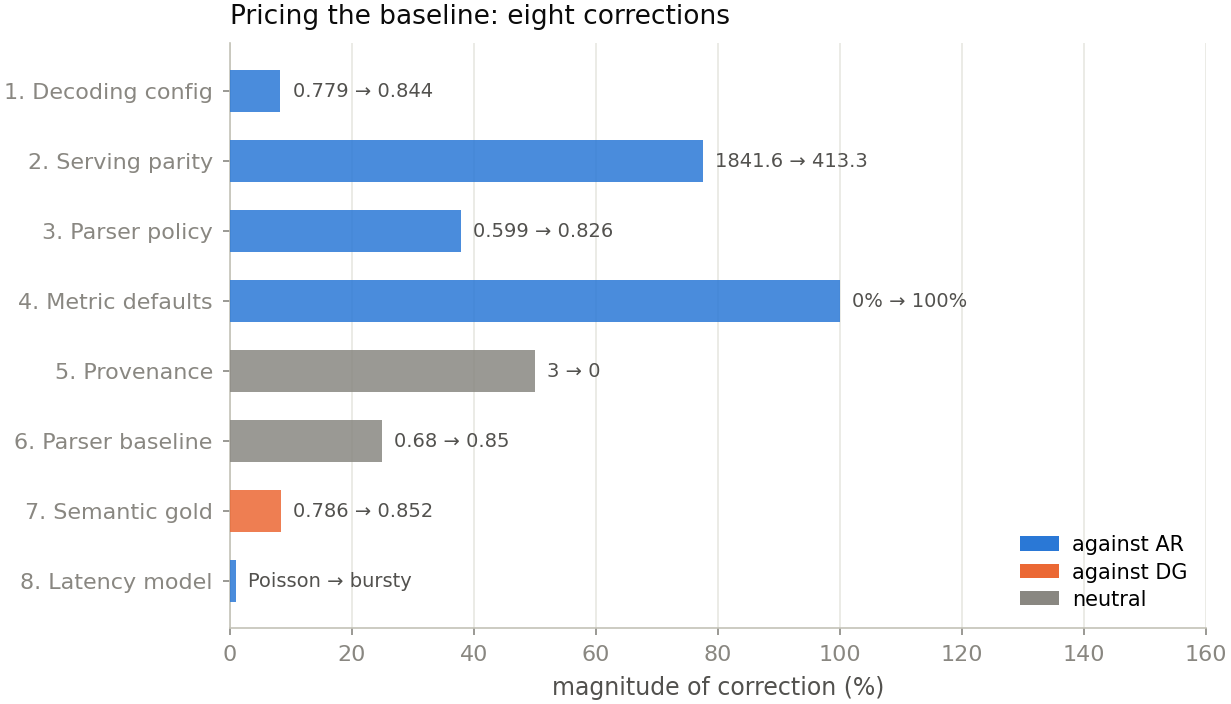 Pricing the baseline: eight corrections
1. Decoding config
0.779 → 0.844
2. Serving parity
1841.6 → 413.3
3. Parser policy
0.599 → 0.826
4. Metric defaults
0% → 100%
5. Provenance
3 → 0
6. Parser baseline
0.68 → 0.85
7. Semantic gold
0.786 → 0.852
8. Latency model
Poisson → bursty
against AR
against DG
neutral
0 20 40 60 80 100 120 140 160
magnitude of correction (%)